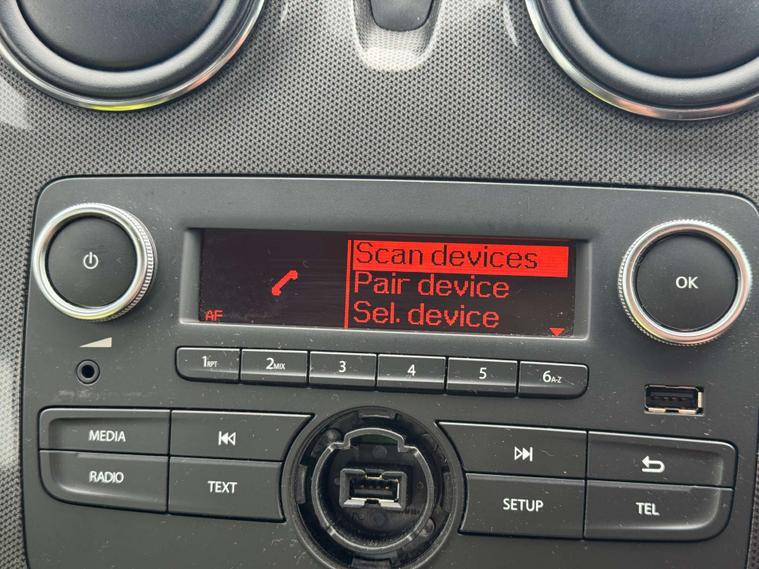 Scan devices
Pair device
Sel. device
AF
OK
1RPT
2MIX
3
4
5
6A-Z
MEDIA
RADIO
TEXT
SETUP
TEL